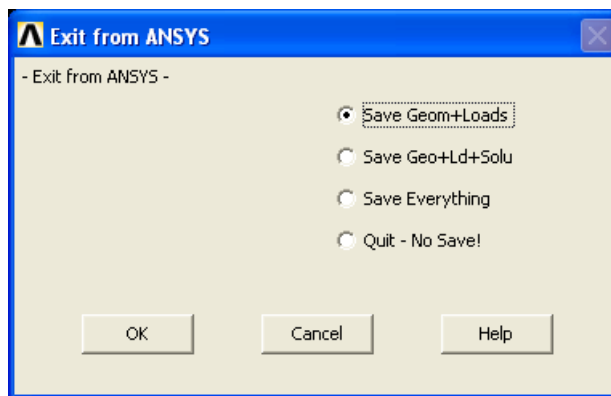 Exit from ANSYS
- Exit from ANSYS -
Save Geom+Loads
Save Geo+Ld+Solu
Save Everything
Quit - No Save!
OK Cancel Help